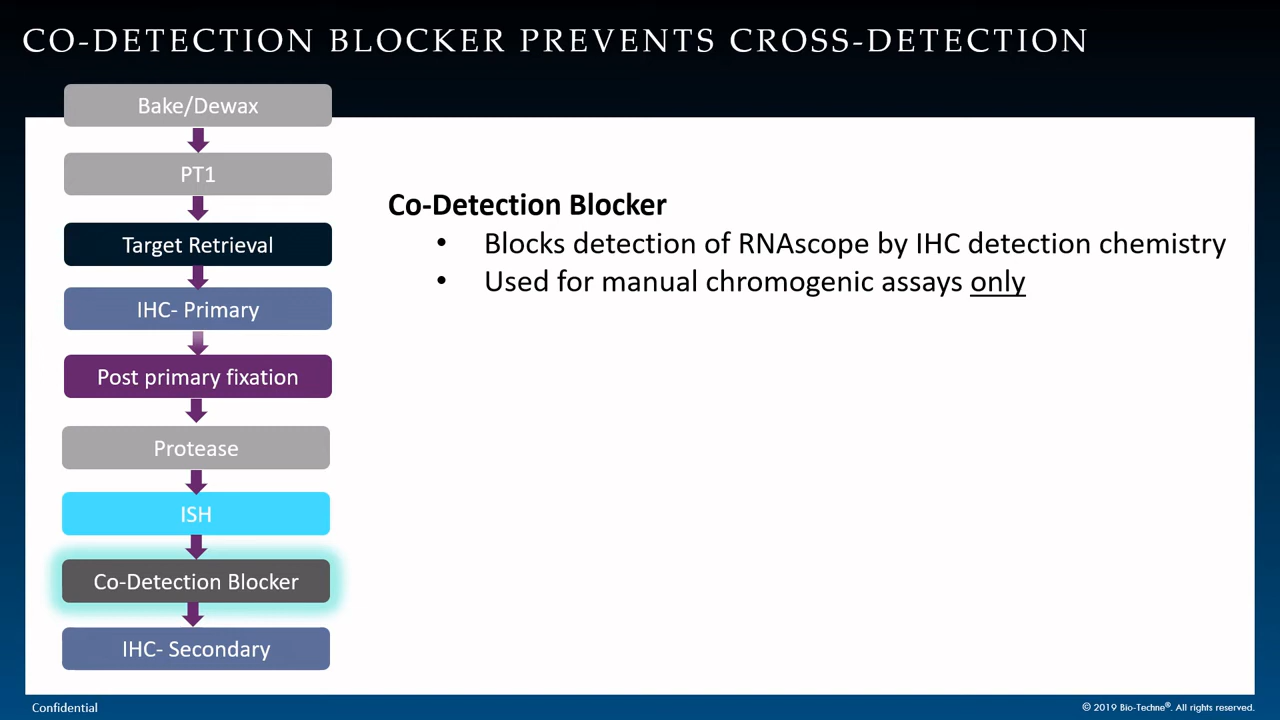 CO-DETECTION BLOCKER PREVENTS CROSS-DETECTION
Bake/Dewax
PT1
Target Retrieval
IHC- Primary
Post primary fixation
Protease
ISH
Co-Detection Blocker
IHC- Secondary
Co-Detection Blocker
• Blocks detection of RNAscope by IHC detection chemistry
• Used for manual chromogenic assays only
Confidential
© 2019 Bio-Techne®. All rights reserved.